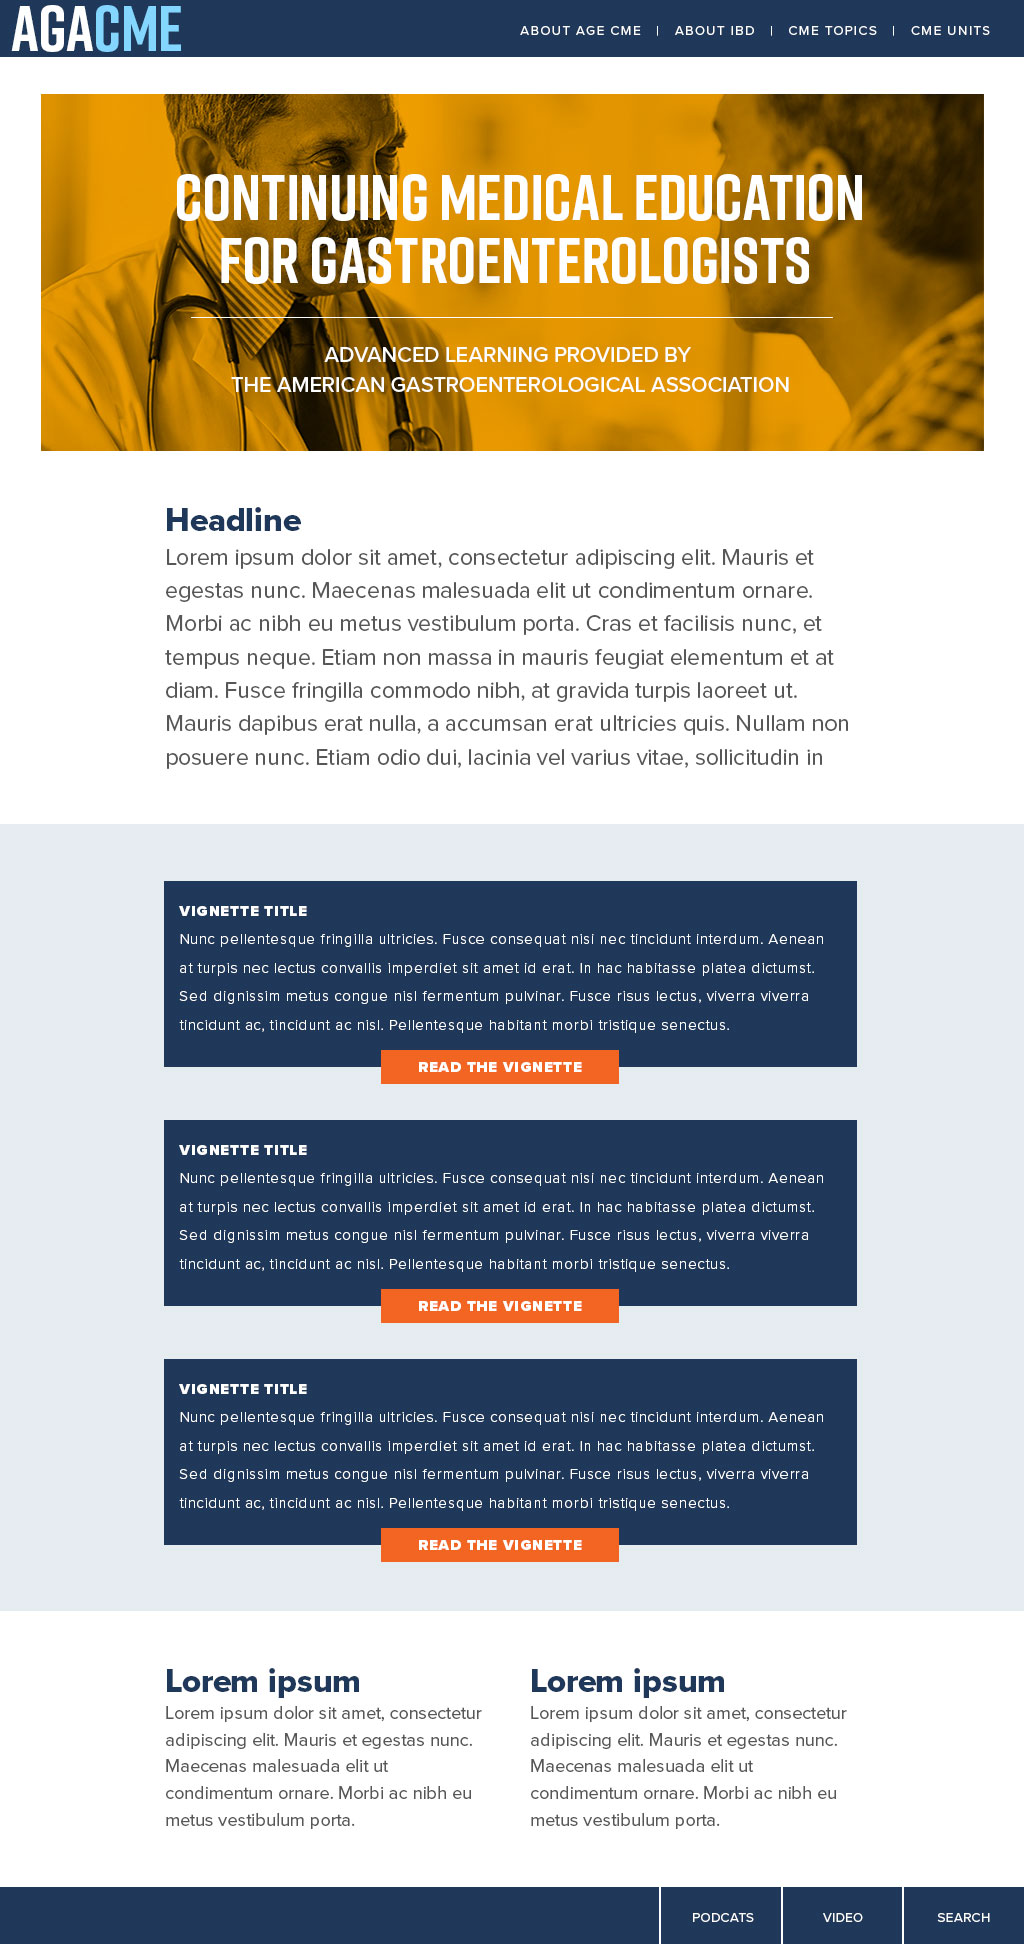 AGACME
ABOUT AGE CME | ABOUT IBD | CME TOPICS | CME UNITS
CONTINUING MEDICAL EDUCATION
FOR GASTROENTEROLOGISTS
ADVANCED LEARNING PROVIDED BY
THE AMERICAN GASTROENTEROLOGICAL ASSOCIATION
Headline
Lorem ipsum dolor sit amet, consectetur adipiscing elit. Mauris et
egestas nunc. Maecenas malesuada elit ut condimentum ornare.
Morbi ac nibh eu metus vestibulum porta. Cras et facilisis nunc, et
tempus neque. Etiam non massa in mauris feugiat elementum et at
diam. Fusce fringilla commodo nibh, at gravida turpis laoreet ut.
Mauris dapibus erat nulla, a accumsan erat ultricies quis. Nullam non
posuere nunc. Etiam odio dui, lacinia vel varius vitae, sollicitudin in
VIGNETTE TITLE
Nunc pellentesque fringilla ultricies. Fusce consequat nisi nec tincidunt interdum. Aenean
at turpis nec lectus convallis imperdiet sit amet id erat. In hac habitasse platea dictumst.
Sed dignissim metus congue nisl fermentum pulvinar. Fusce risus lectus, viverra viverra
tincidunt ac, tincidunt ac nisl. Pellentesque habitant morbi tristique senectus.
READ THE VIGNETTE
VIGNETTE TITLE
Nunc pellentesque fringilla ultricies. Fusce consequat nisi nec tincidunt interdum. Aenean
at turpis nec lectus convallis imperdiet sit amet id erat. In hac habitasse platea dictumst.
Sed dignissim metus congue nisl fermentum pulvinar. Fusce risus lectus, viverra viverra
tincidunt ac, tincidunt ac nisl. Pellentesque habitant morbi tristique senectus.
READ THE VIGNETTE
VIGNETTE TITLE
Nunc pellentesque fringilla ultricies. Fusce consequat nisi nec tincidunt interdum. Aenean
at turpis nec lectus convallis imperdiet sit amet id erat. In hac habitasse platea dictumst.
Sed dignissim metus congue nisl fermentum pulvinar. Fusce risus lectus, viverra viverra
tincidunt ac, tincidunt ac nisl. Pellentesque habitant morbi tristique senectus.
READ THE VIGNETTE
Lorem ipsum
Lorem ipsum dolor sit amet, consectetur
adipiscing elit. Mauris et egestas nunc.
Maecenas malesuada elit ut
condimentum ornare. Morbi ac nibh eu
metus vestibulum porta.
Lorem ipsum
Lorem ipsum dolor sit amet, consectetur
adipiscing elit. Mauris et egestas nunc.
Maecenas malesuada elit ut
condimentum ornare. Morbi ac nibh eu
metus vestibulum porta.
PODCATS
VIDEO
SEARCH